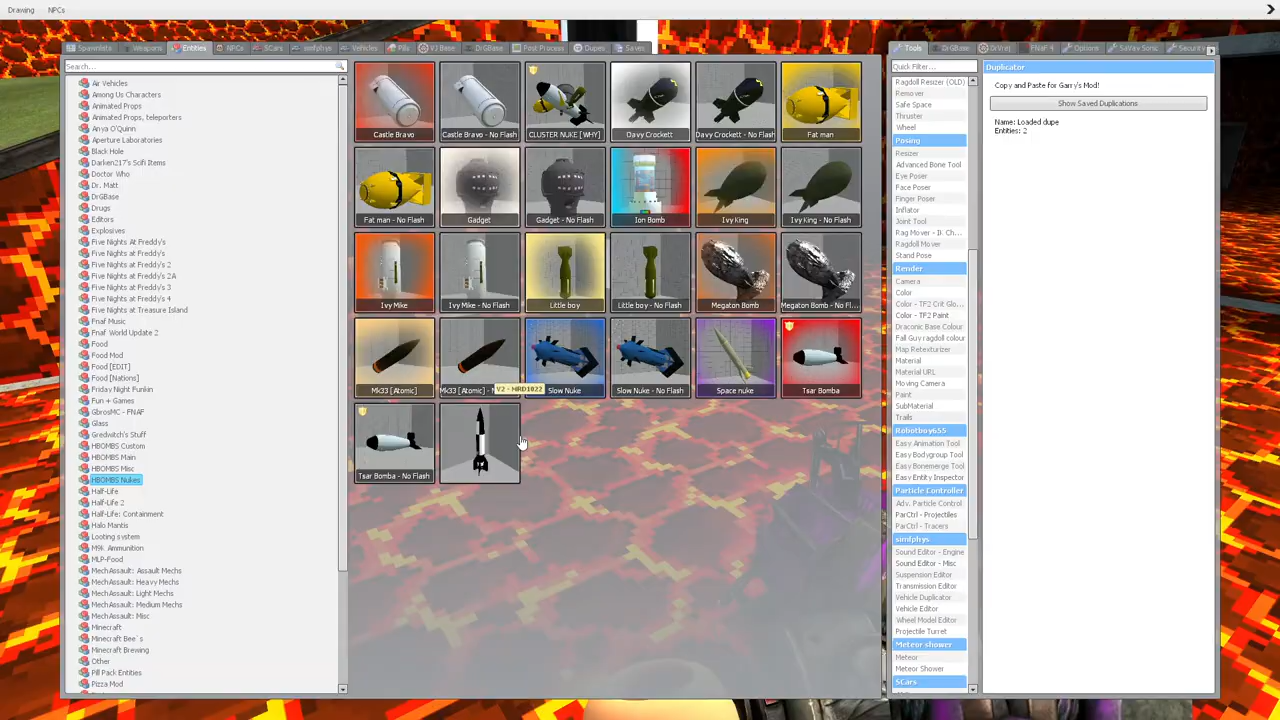 Drawing NPCs
Spawnlists Weapons Entities NPCs SCars simfphys Vehicles Pills VJ Base DrGBase Post Process Dupes Saves
Tools DrGBase FNaF 4 Options SelVav Sonic Security
Search...
Air Vehicles
Among Us Characters
Animated Props
Animated Props, teleporters
Anya O'Quinn
Aperture Laboratories
Black Hole
Darken217's Scifi Items
Doctor Who
Dr. Matt
DrGBase
Drugs
Editors
Explosives
Five Nights At Freddy's
Five Nights at Freddy's
Five Nights at Freddy's 2
Five Nights at Freddy's 2A
Five Nights at Freddy's 3
Five Nights at Freddy's 4
Five Nights at Treasure Island
Fnaf Music
Fnaf World Update 2
Food
Food Mod
Food [EDIT]
Food [Nations]
Friday Night Funkin
Fun + Games
GbrosMC - FNAF
Glass
Gredwitch's Stuff
HBOMBS Custom
HBOMBS Main
HBOMBS Misc
HBOMBS Nukes
Half-Life
Half-Life 2
Half-Life: Containment
Halo Mantis
Looting system
M9k Ammunition
MLP-Food
MechAssault: Assault Mechs
MechAssault: Heavy Mechs
MechAssault: Light Mechs
MechAssault: Medium Mechs
MechAssault: Misc
Minecraft
Minecraft Bee`s
Minecraft Brewing
Other
Pill Pack Entities
Pizza Mod
Castle Bravo
Castle Bravo - No Flash
CLUSTER NUKE [WHY]
Davy Crockett
Davy Crockett - No Flash
Fat man
Fat man - No Flash
Gadget
Gadget - No Flash
Ion Bomb
Ivy King
Ivy King - No Flash
Ivy Mike
Ivy Mike - No Flash
Little boy
Little boy - No Flash
Megaton Bomb
Megaton Bomb - No Fl...
Mk33 [Atomic]
Mk33 [Atomic] -
V2 - MRD1022
Slow Nuke
Slow Nuke - No Flash
Space nuke
Tsar Bomba
Tsar Bomba - No Flash
Quick Filter...
Ragdoll Resizer (OLD)
Remover
Safe Space
Thruster
Wheel
Posing
Resizer
Advanced Bone Tool
Eye Poser
Face Poser
Finger Poser
Inflator
Joint Tool
Rag Mover - I: Ch...
Ragdoll Mover
Stand Pose
Render
Camera
Color
Color - TF2 Crit Glo...
Color - TF2 Paint
Draconic Base Colour
Fall Guy ragdoll colour
Map Retexturizer
Material
Material URL
Moving Camera
Paint
SubMaterial
Trails
Robotboy655
Easy Animation Tool
Easy Bodygroup Tool
Easy Bonemerge Tool
Easy Entity Inspector
Particle Controller
Adv. Particle Control
ParCtrl - Projectiles
ParCtrl - Tracers
simfphys
Sound Editor - Engine
Sound Editor - Misc
Suspension Editor
Transmission Editor
Vehicle Duplicator
Vehicle Editor
Wheel Model Editor
Projectile Turret
Meteor shower
Meteor
Meteor Shower
SCars
Duplicator
Copy and Paste for Garry's Mod!
Show Saved Duplications
Name: Loaded dupe
Entities: 2